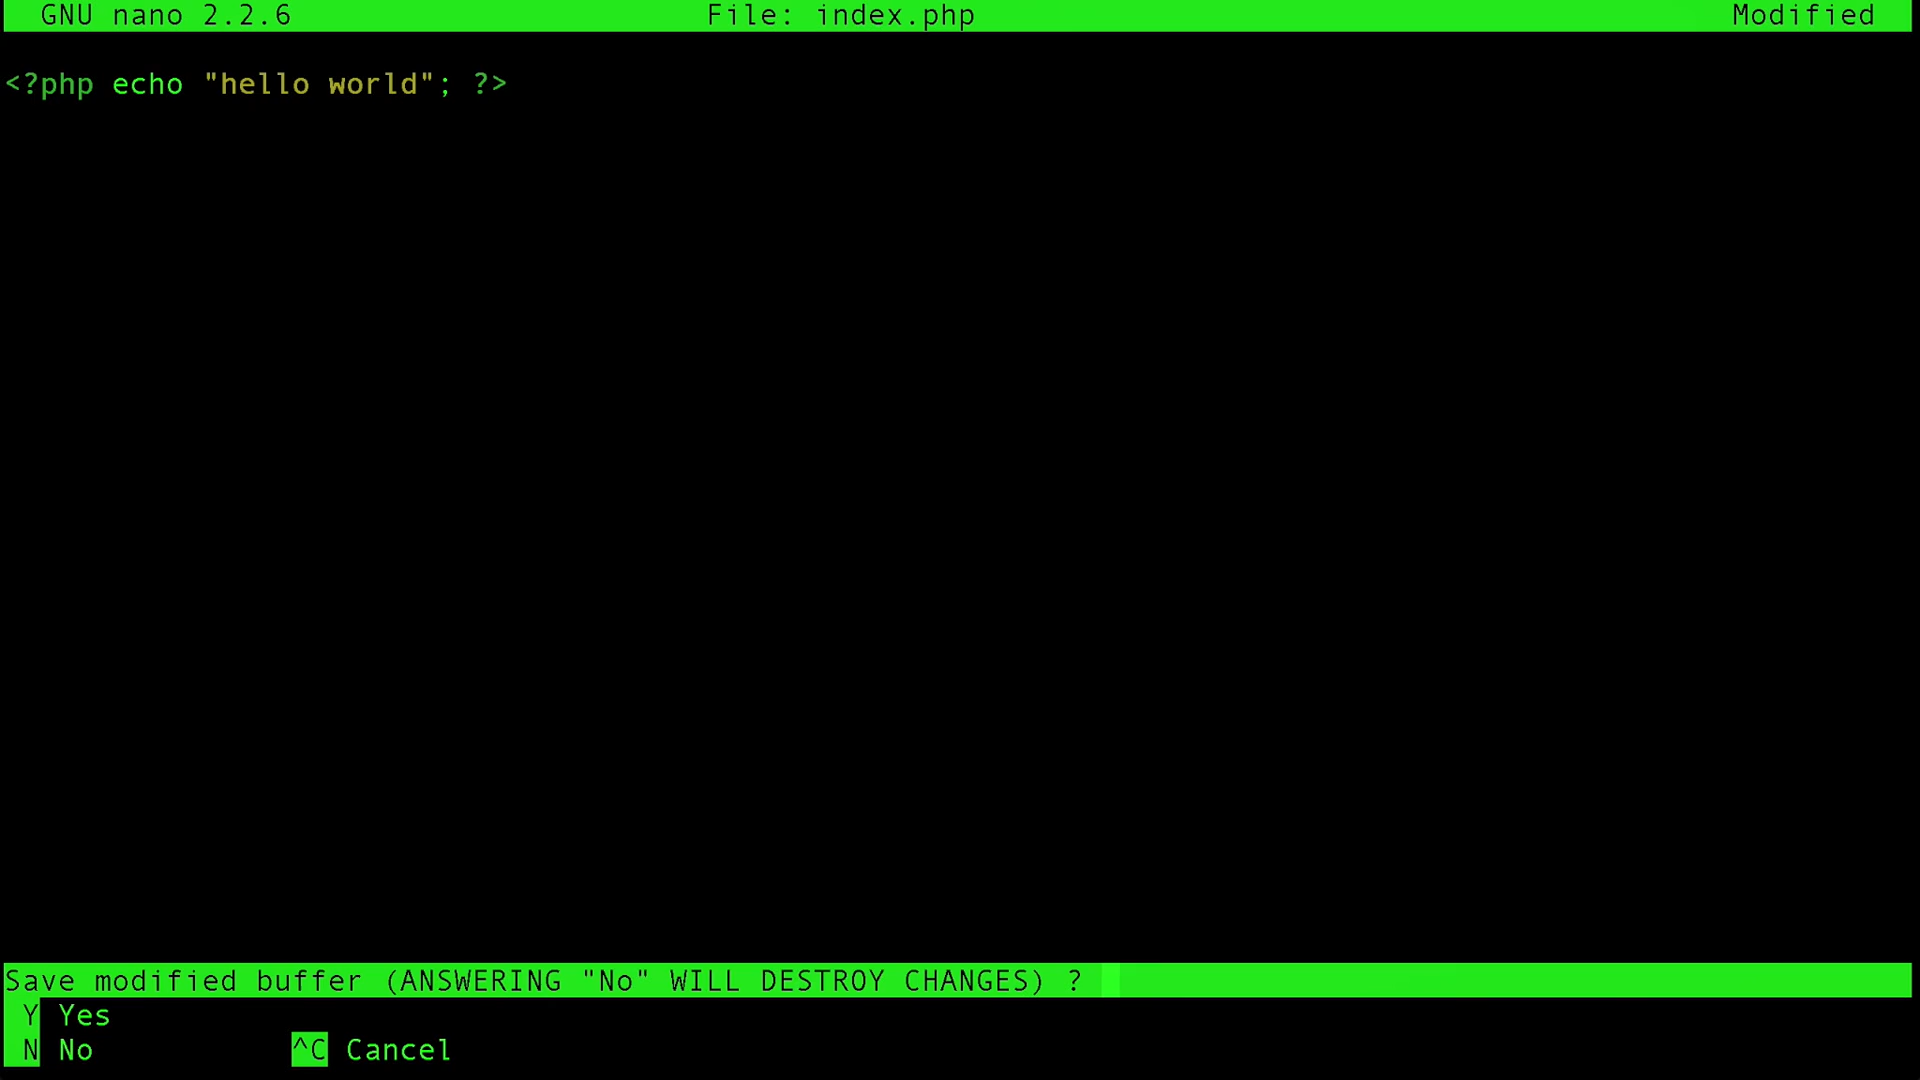 GNU nano 2.2.6 File: index.php Modified
<?php echo "hello world"; ?>
Save modified buffer (ANSWERING "No" WILL DESTROY CHANGES) ?
Y Yes
N No ^C Cancel